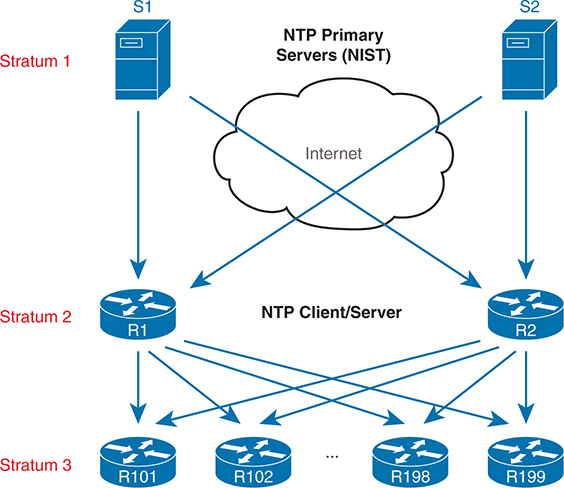 S1
S2
NTP Primary
Servers (NIST)
Stratum 1
Internet
Stratum 2
R1
NTP Client/Server
R2
Stratum 3
R101
R102
...
R198
R199